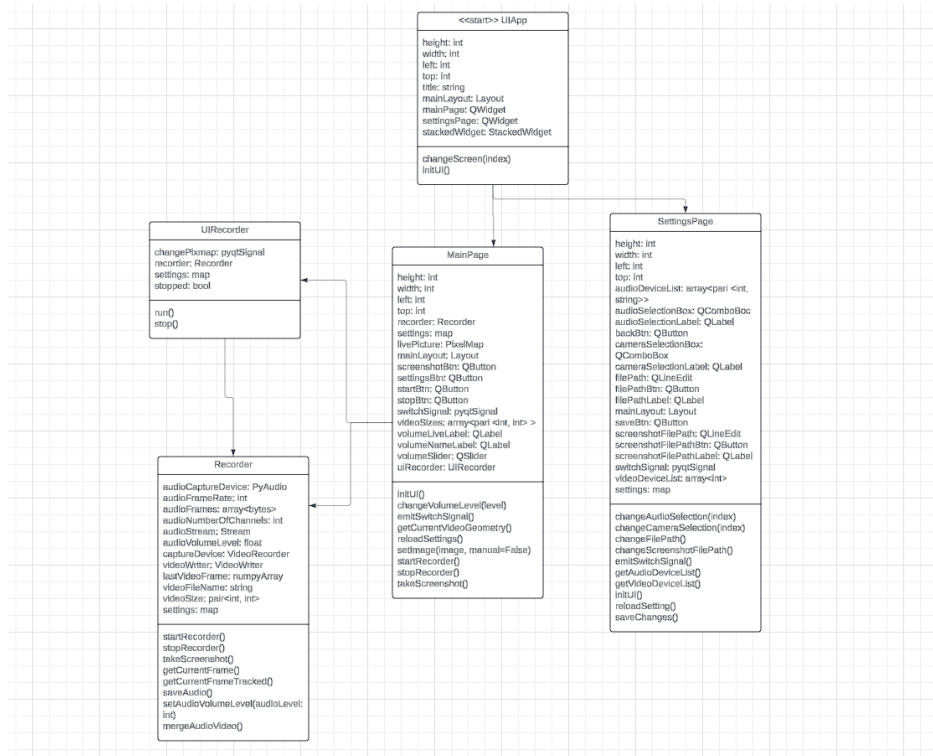 <<start>> UIApp
height: int
width: int
left: int
top: int
title: string
mainLayout: Layout
mainPage: QWidget
settingsPage: QWidget
stackedWidget: StackedWidget
changeScreen(index)
initUI()
UIRecorder
changePixmap: pyqtSignal
recorder: Recorder
settings: map
stopped: bool
run()
stop()
MainPage
height: int
width: int
left: int
top: int
recorder: Recorder
settings: map
livePicture: PixelMap
mainLayout: Layout
screenshotBtn: QButton
settingsBtn: QButton
startBtn: QButton
stopBtn: QButton
switchSignal: pyqtSignal
videoSizes: array<pari <int, int> >
volumeLiveLabel: QLabel
volumeNameLabel: QLabel
volumeSlider: QSlider
uiRecorder: UIRecorder
initUI()
changeVolumeLevel(level)
emitSwitchSignal()
getCurrentVideoGeometry()
reloadSettings()
setImage(image, manual=False)
startRecorder()
stopRecorder()
takeScreenshot()
SettingsPage
height: int
width: int
left: int
top: int
audioDeviceList: array<pari <int,
string>>
audioSelectionBox: QComboBoc
audioSelectionLabel: QLabel
backBtn: QButton
cameraSelectionBox:
QComboBox
cameraSelectionLabel: QLabel
filePath: QLineEdit
filePathBtn: QButton
filePathLabel: QLabel
mainLayout: Layout
saveBtn: QButton
screenshotFilePath: QLineEdit
screenshotFilePathBtn: QButton
screenshotFilePathLabel: QLabel
switchSignal: pyqtSignal
videoDeviceList: array<int>
settings: map
changeAudioSelection(index)
changeCameraSelection(index)
changeFilePath()
changeScreenshotFilePath()
emitSwitchSignal()
getAudioDeviceList()
getVideoDeviceList()
initUI()
reloadSetting()
saveChanges()
Recorder
audioCaptureDevice: PyAudio
audioFrameRate: int
audioFrames: array<bytes>
audioNumberOfChannels: int
audioStream: Stream
audioVolumeLevel: float
captureDevice: VideoRecorder
videoWriter: VideoWriter
lastVideoFrame: numpyArray
videoFileName: string
videoSize: pair<int, int>
settings: map
startRecorder()
stopRecorder()
takeScreenshot()
getCurrentFrame()
getCurrentFrameTracked()
saveAudio()
setAudioVolumeLevel(audioLevel:
int)
mergeAudioVideo()